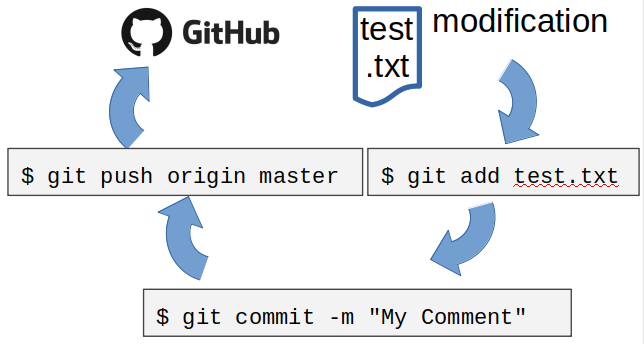 GitHub
test
.txt
modification
$ git push origin master
$ git add test.txt
$ git commit -m "My Comment"